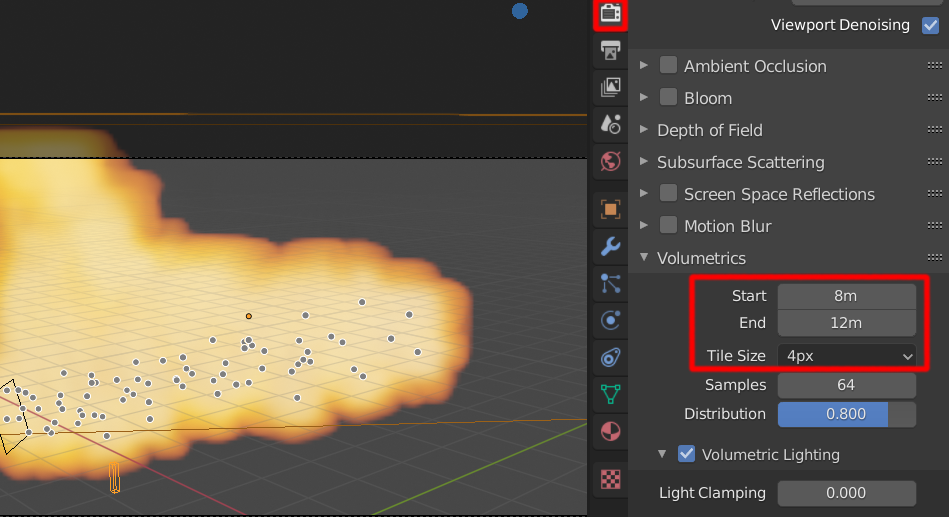 Viewport Denoising
Ambient Occlusion
Bloom
Depth of Field
Subsurface Scattering
Screen Space Reflections
Motion Blur
Volumetrics
Start 8m
End 12m
Tile Size 4px
Samples 64
Distribution 0.800
Volumetric Lighting
Light Clamping 0.000